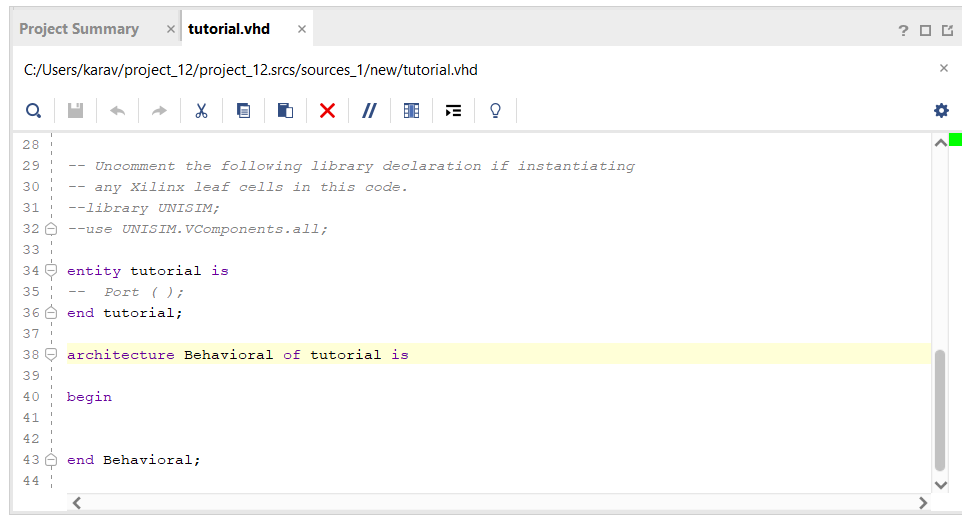 Project Summary × tutorial.vhd ×
?
C:/Users/karav/project_12/project_12.srcs/sources_1/new/tutorial.vhd ×
28
29 -- Uncomment the following library declaration if instantiating
30 -- any Xilinx leaf cells in this code.
31 --library UNISIM;
32 --use UNISIM.VComponents.all;
33
34 entity tutorial is
35 --  Port ( );
36 end tutorial;
37
38 architecture Behavioral of tutorial is
39
40 begin
41
42
43 end Behavioral;
44